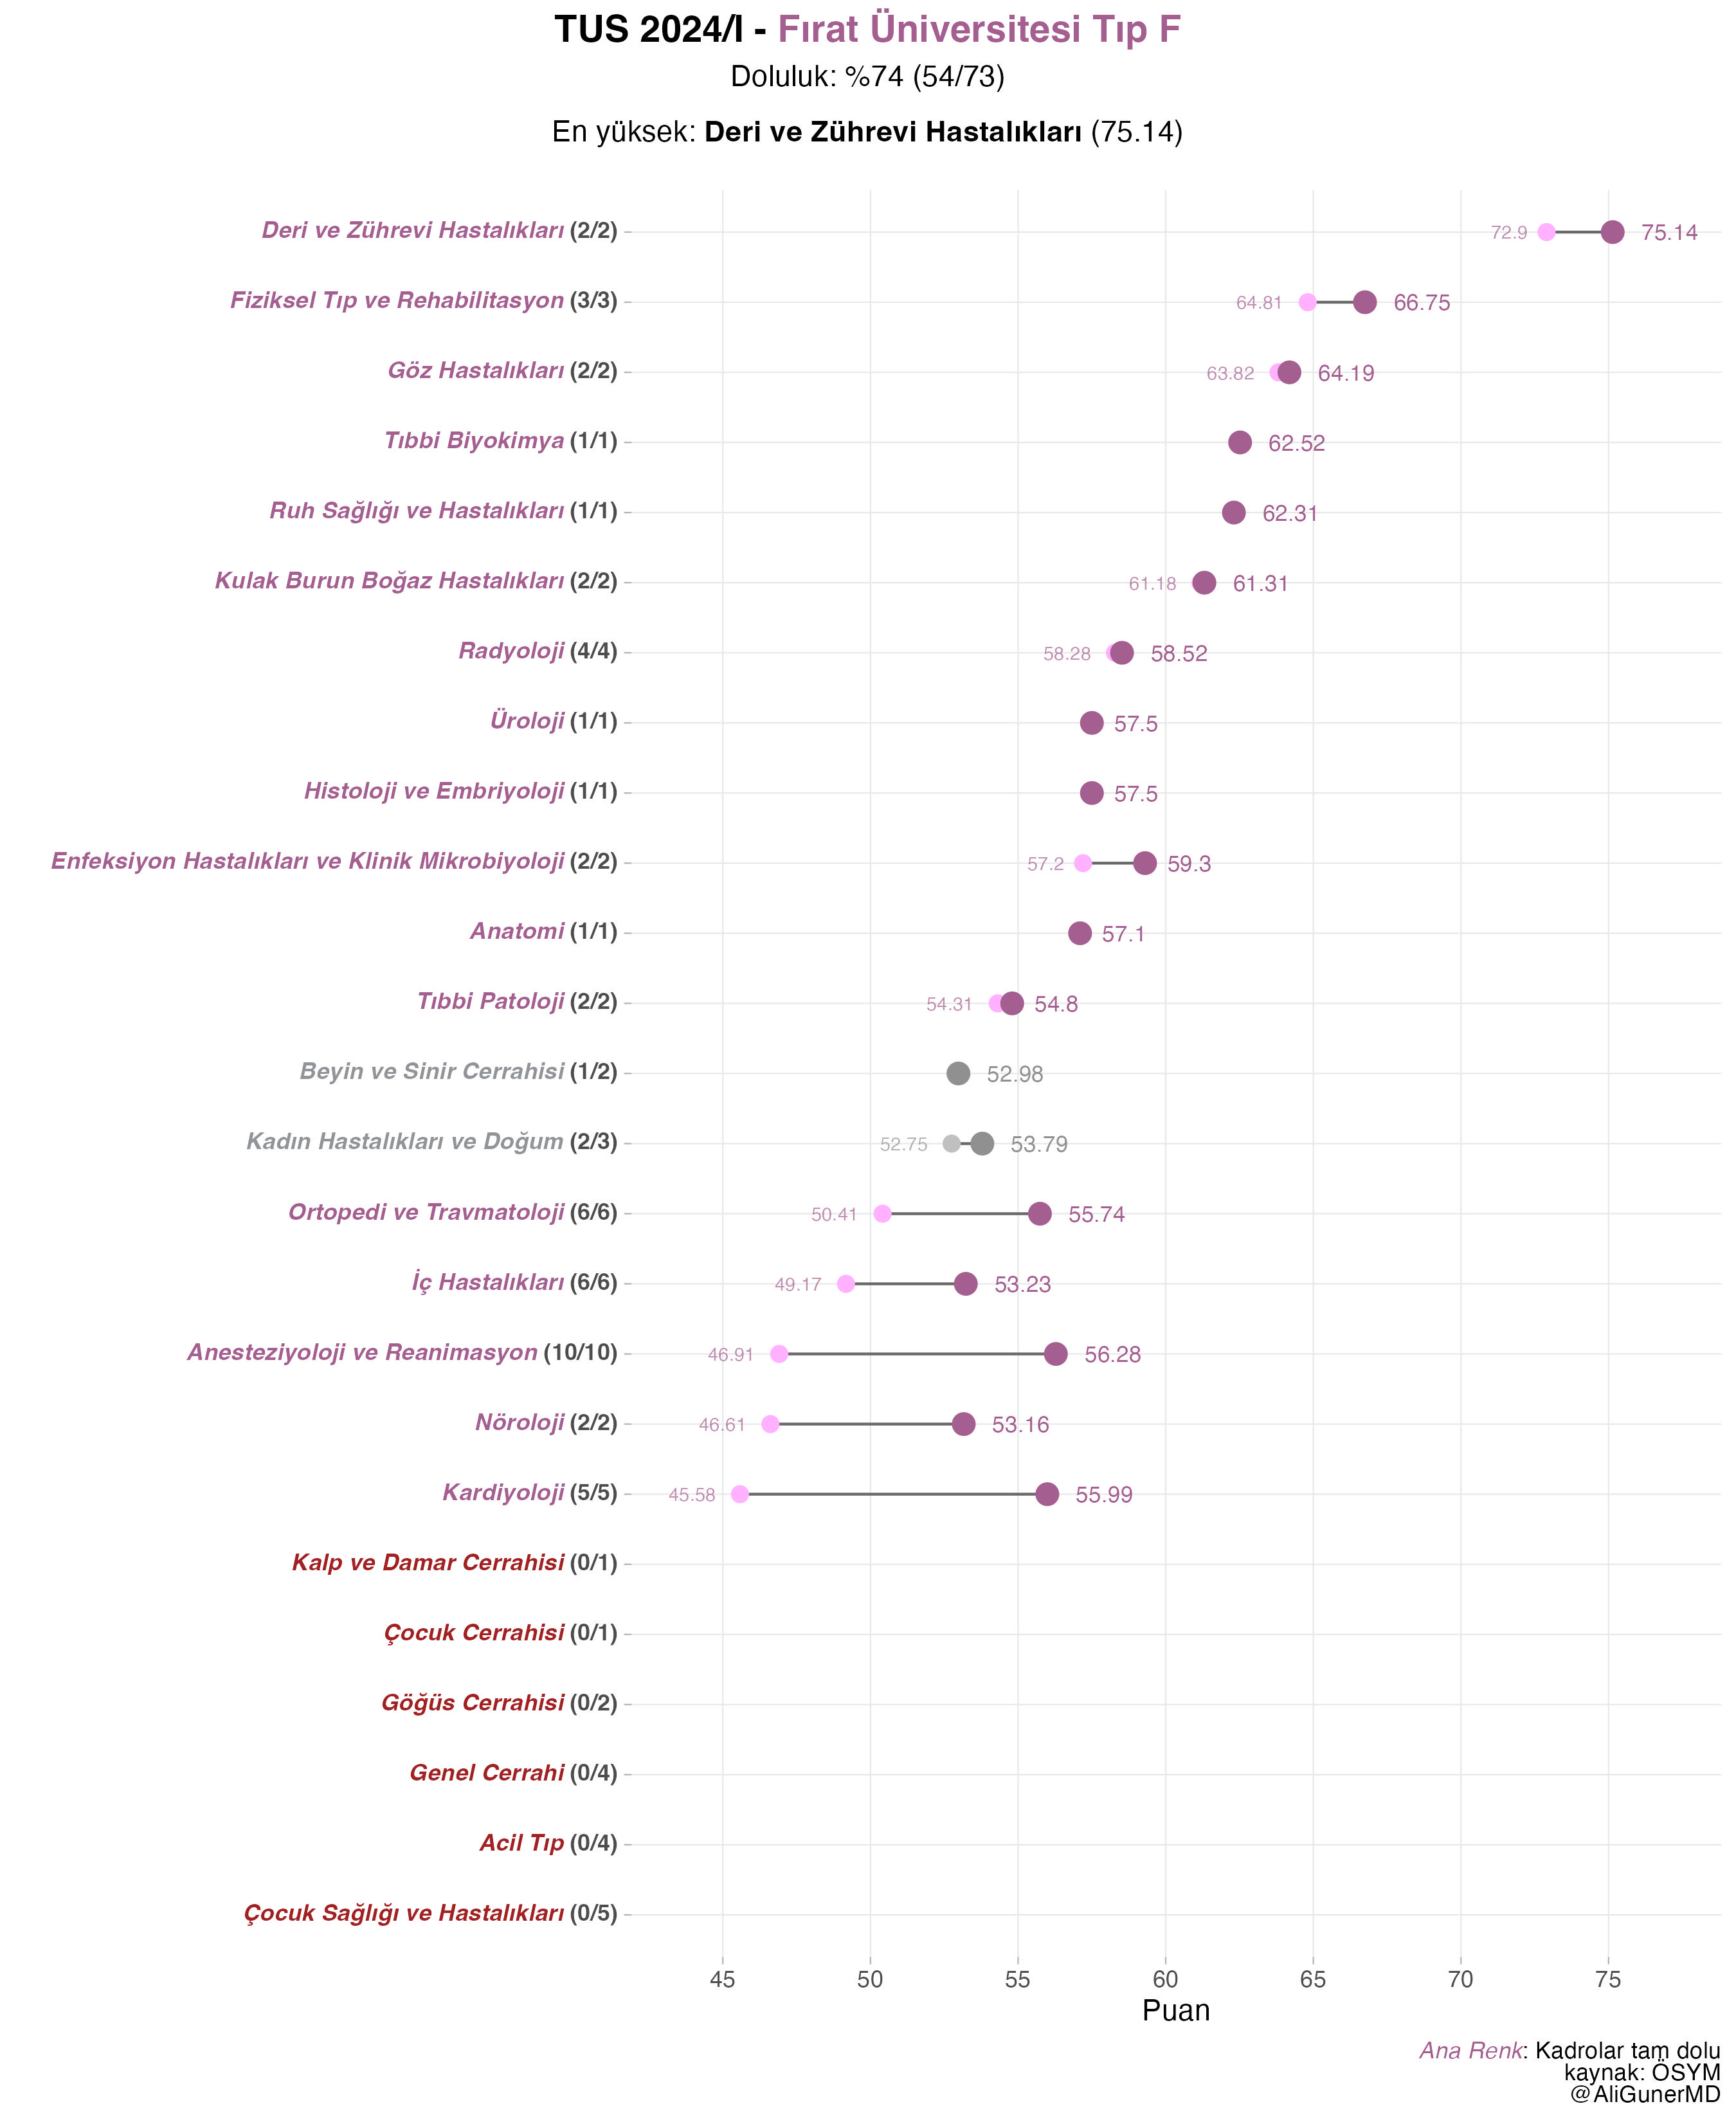 TUS 2024/I - Fırat Üniversitesi Tıp F
Doluluk: %74 (54/73)
En yüksek: Deri ve Zührevi Hastalıkları (75.14)
Deri ve Zührevi Hastalıkları (2/2) 72.9 75.14
Fiziksel Tıp ve Rehabilitasyon (3/3) 64.81 66.75
Göz Hastalıkları (2/2) 63.82 64.19
Tıbbi Biyokimya (1/1) 62.52
Ruh Sağlığı ve Hastalıkları (1/1) 62.31
Kulak Burun Boğaz Hastalıkları (2/2) 61.18 61.31
Radyoloji (4/4) 58.28 58.52
Üroloji (1/1) 57.5
Histoloji ve Embriyoloji (1/1) 57.5
Enfeksiyon Hastalıkları ve Klinik Mikrobiyoloji (2/2) 57.2 59.3
Anatomi (1/1) 57.1
Tıbbi Patoloji (2/2) 54.31 54.8
Beyin ve Sinir Cerrahisi (1/2) 52.98
Kadın Hastalıkları ve Doğum (2/3) 52.75 53.79
Ortopedi ve Travmatoloji (6/6) 50.41 55.74
İç Hastalıkları (6/6) 49.17 53.23
Anesteziyoloji ve Reanimasyon (10/10) 46.91 56.28
Nöroloji (2/2) 46.61 53.16
Kardiyoloji (5/5) 45.58 55.99
Kalp ve Damar Cerrahisi (0/1)
Çocuk Cerrahisi (0/1)
Göğüs Cerrahisi (0/2)
Genel Cerrahi (0/4)
Acil Tıp (0/4)
Çocuk Sağlığı ve Hastalıkları (0/5)
45 50 55 60 65 70 75
Puan
Ana Renk: Kadrolar tam dolu
kaynak: ÖSYM
@AliGunerMD